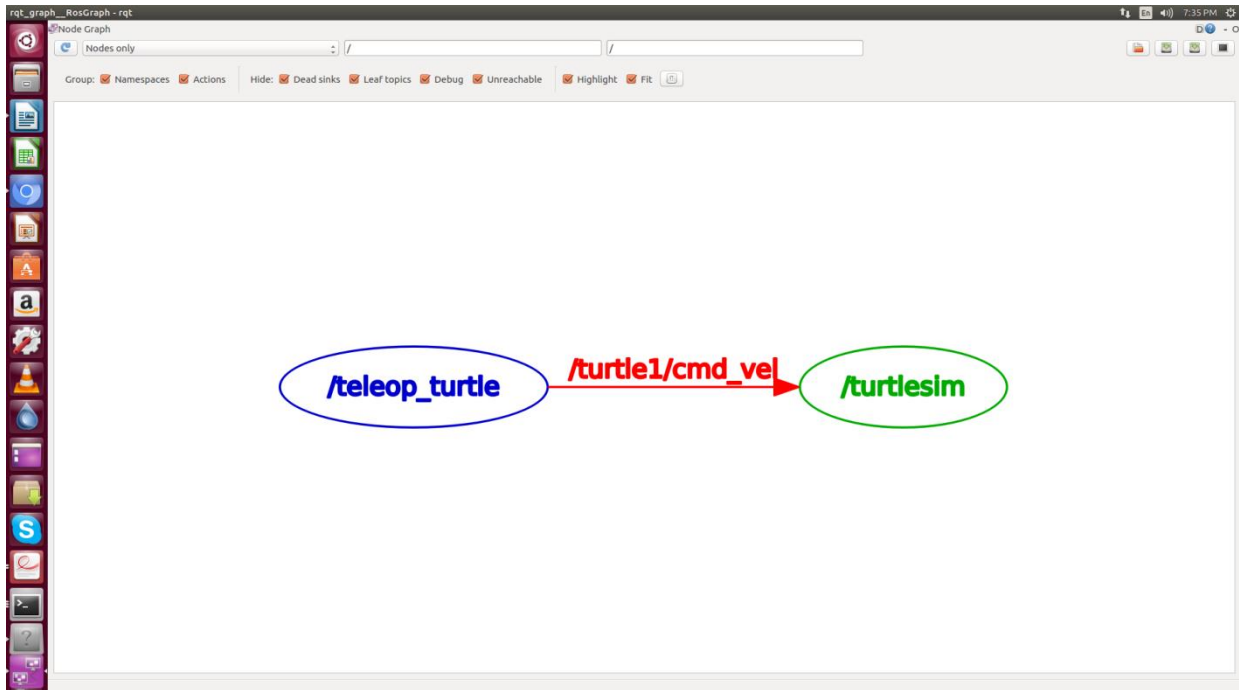 rqt_graph__RosGraph - rqt
En
7:35 PM
Node Graph
D
- O
Nodes only
/
/
Group: Namespaces Actions Hide: Dead sinks Leaf topics Debug Unreachable Highlight Fit
/teleop_turtle
/turtle1/cmd_vel
/turtlesim